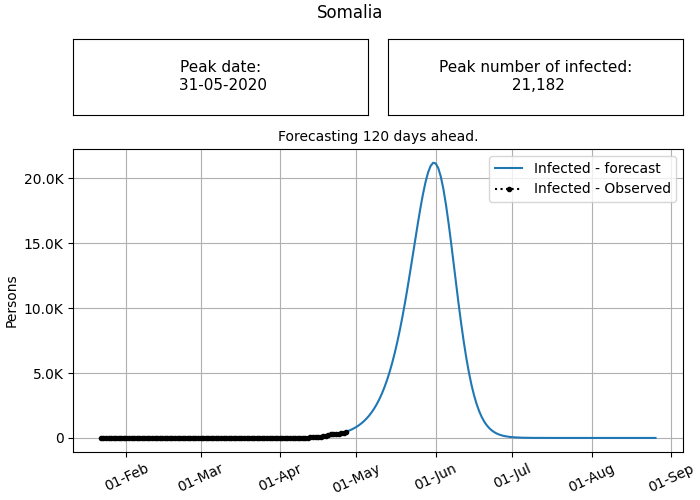 Somalia
Peak date:
31-05-2020
Peak number of infected:
21,182
Forecasting 120 days ahead.
Infected - forecast
Infected - Observed
20.0K
15.0K
10.0K
5.0K
0
Persons
01-Feb
01-Mar
01-Apr
01-May
01-Jun
01-Jul
01-Aug
01-Sep